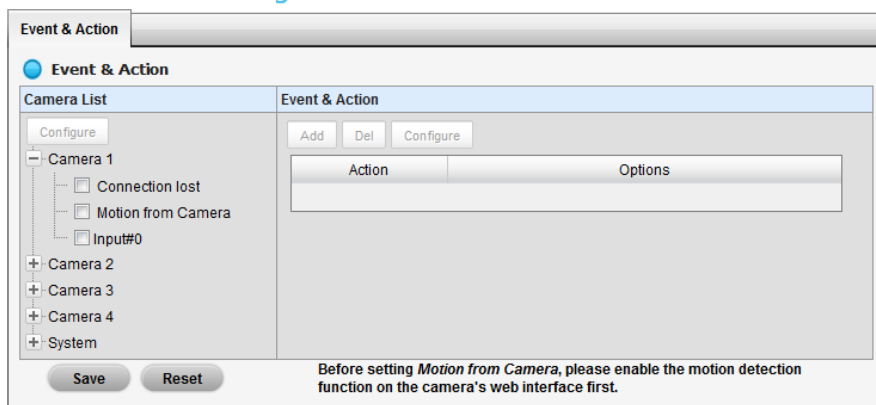 Event & Action
Event & Action
Camera List
Event & Action
Configure
Add Del Configure
Camera 1
Action Options
Connection lost
Motion from Camera
Input#0
Camera 2
Camera 3
Camera 4
System
Save Reset
Before setting Motion from Camera, please enable the motion detection
function on the camera's web interface first.